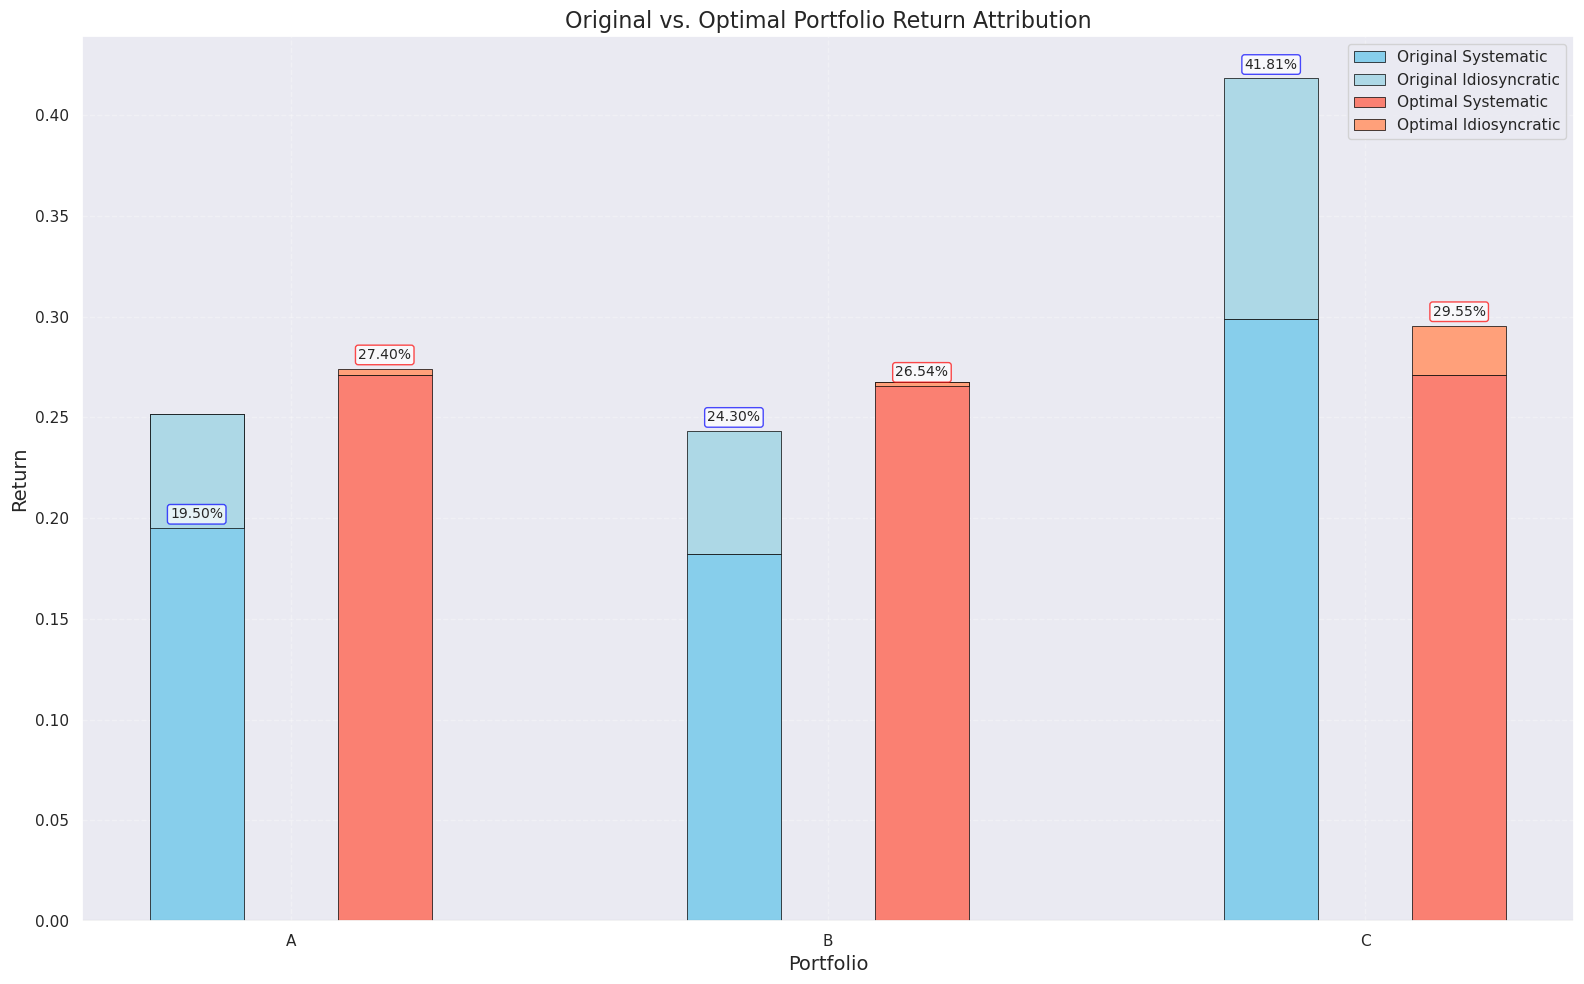 Original vs. Optimal Portfolio Return Attribution
Original Systematic
Original Idiosyncratic
Optimal Systematic
Optimal Idiosyncratic
41.81%
29.55%
27.40%
26.54%
24.30%
19.50%
Return
0.40
0.35
0.30
0.25
0.20
0.15
0.10
0.05
0.00
A
B
C
Portfolio